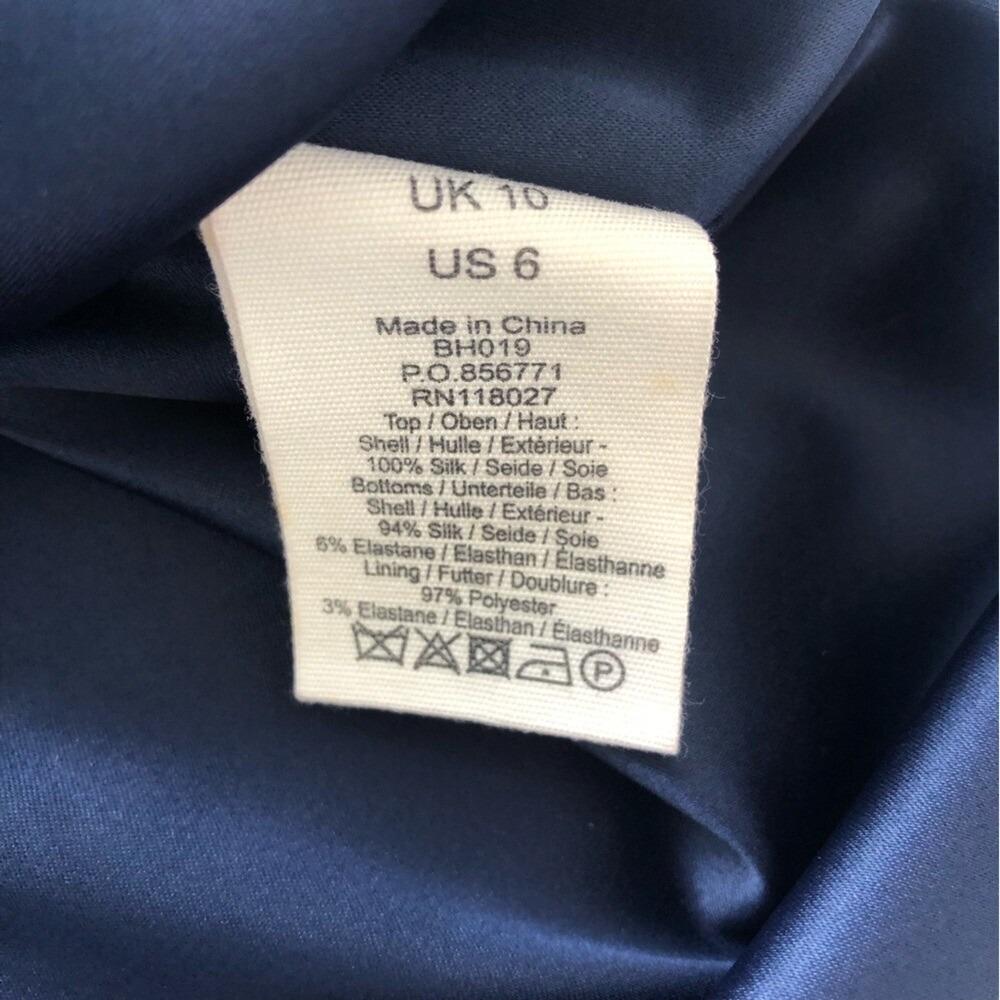 UK 10
US 6
Made in China
BH019
P.O.856771
RN118027
Top / Oben / Haut :
Shell / Hulle / Extérieur -
100% Silk / Seide / Soie
Bottoms / Unterteile / Bas :
Shell / Hulle / Extérieur -
94% Silk / Seide / Soie
6% Elastane / Elasthan / Élasthanne
Lining / Futter / Doublure :
97% Polyester
3% Elastane / Elasthan / Élasthanne
P